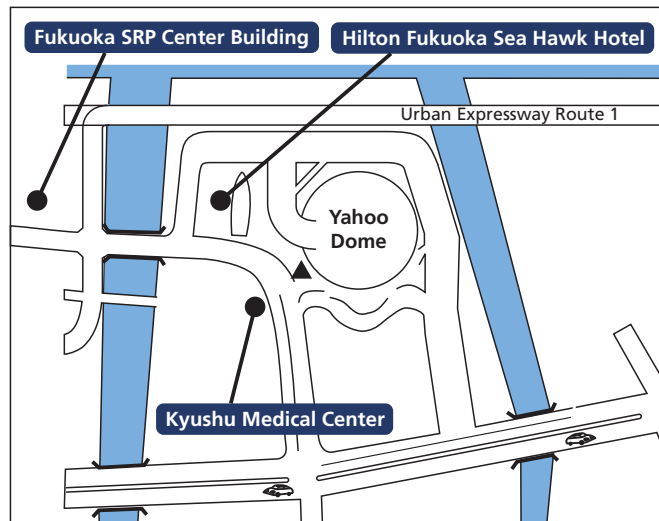 Fukuoka SRP Center Building
Hilton Fukuoka Sea Hawk Hotel
Urban Expressway Route 1
Yahoo
Dome
Kyushu Medical Center